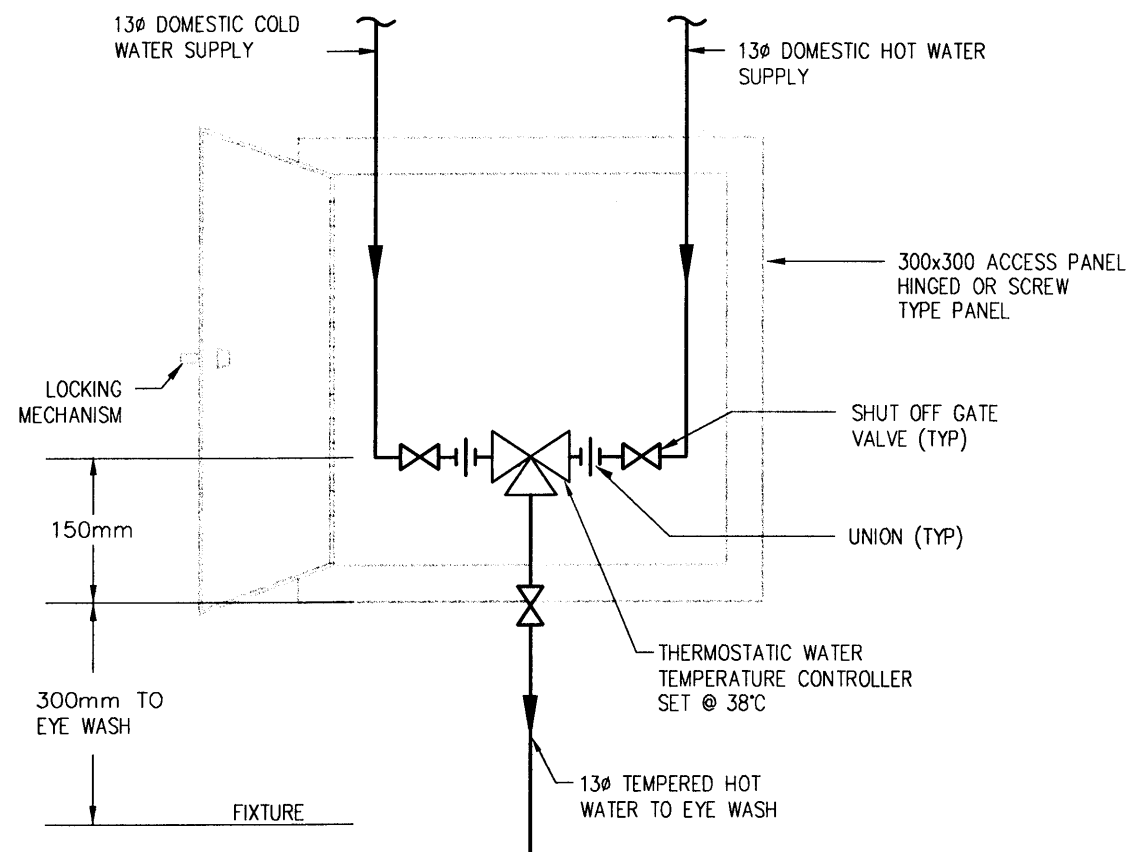 13ø DOMESTIC COLD
WATER SUPPLY
13ø DOMESTIC HOT WATER
SUPPLY
300x300 ACCESS PANEL
HINGED OR SCREW
TYPE PANEL
LOCKING
MECHANISM
SHUT OFF GATE
VALVE (TYP)
150mm
UNION (TYP)
THERMOSTATIC WATER
TEMPERATURE CONTROLLER
SET @ 38°C
300mm TO
EYE WASH
13ø TEMPERED HOT
WATER TO EYE WASH
FIXTURE